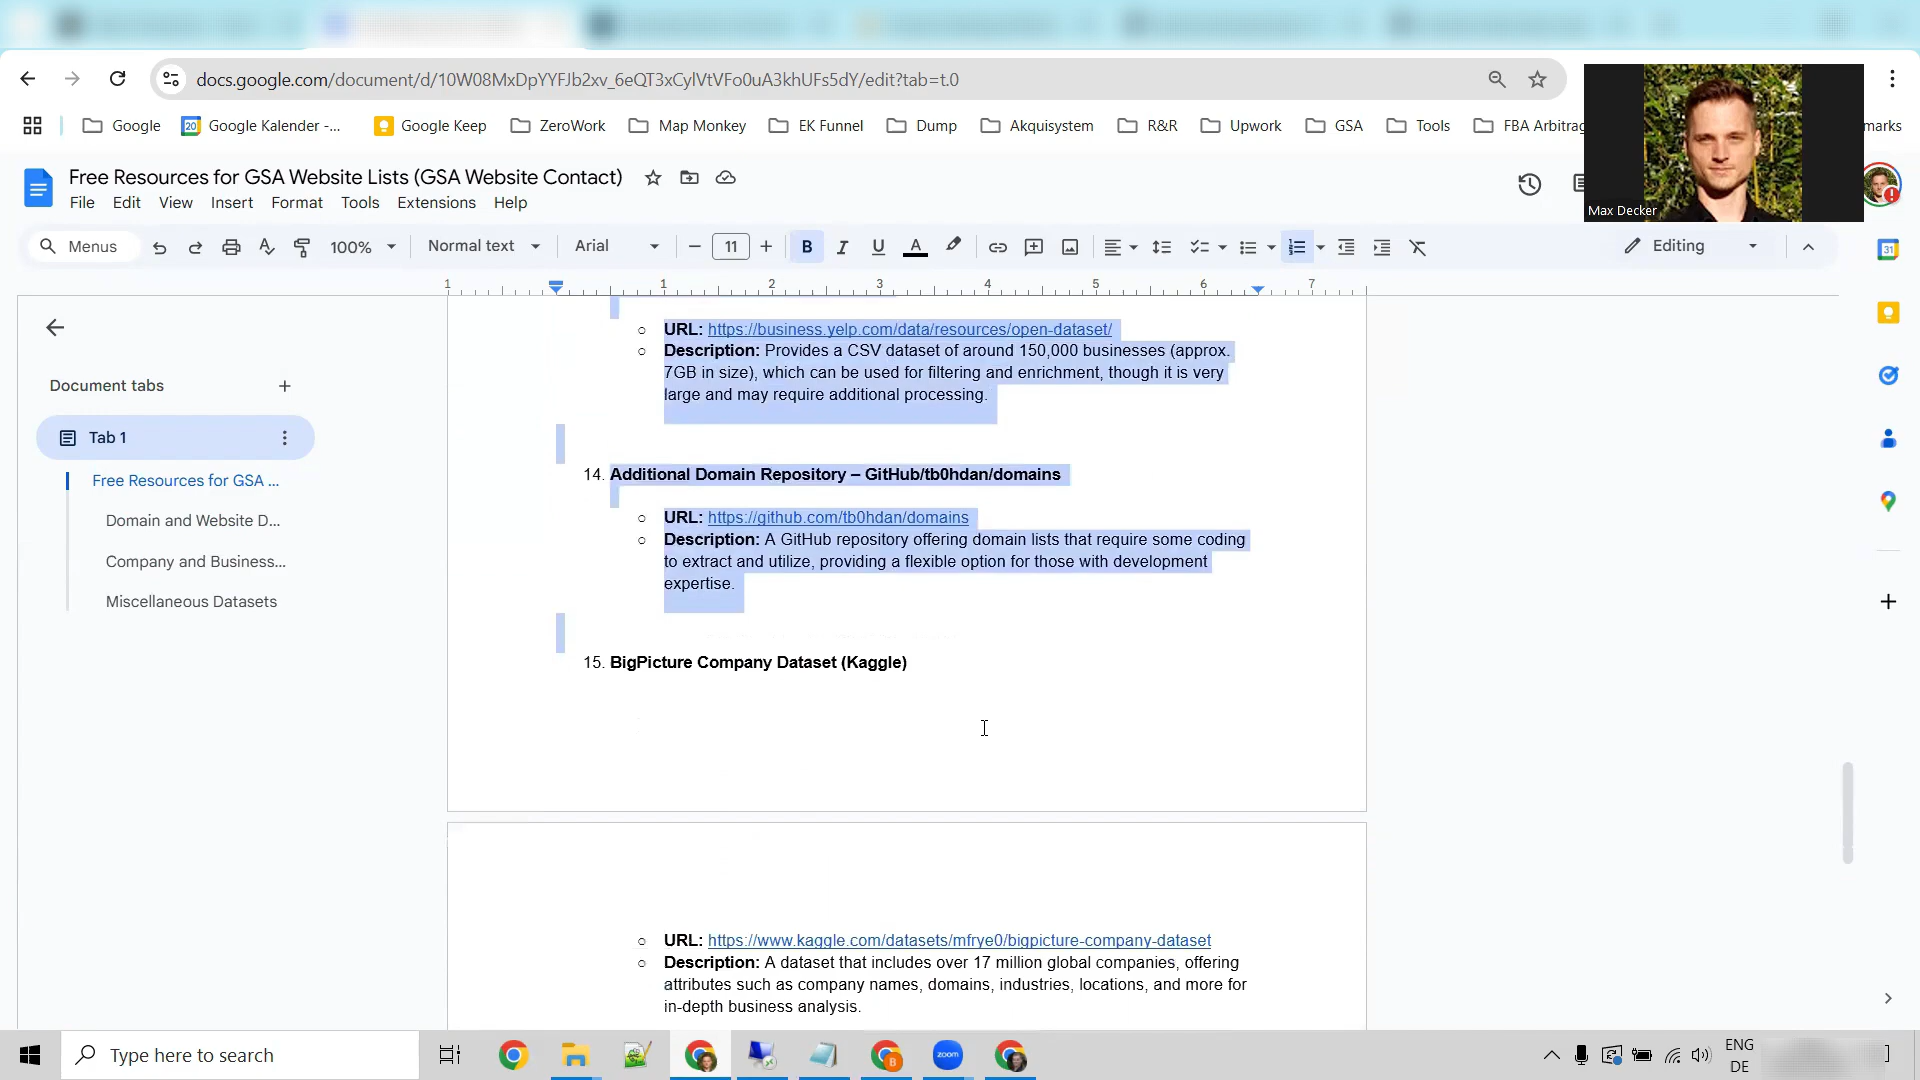 docs.google.com/document/d/10W08MxDpYYFJb2xv_6eQT3xCylVtVFo0uA3khUFs5dY/edit?tab=t.0
Google
Google Kalender -...
Google Keep
ZeroWork
Map Monkey
EK Funnel
Dump
Akquisystem
R&R
Upwork
GSA
Tools
FBA Arbitrag
marks
Max Decker
Free Resources for GSA Website Lists (GSA Website Contact)
File Edit View Insert Format Tools Extensions Help
Menus
100%
Normal text
Arial
11
B
Editing
1 1 2 3 4 5 6 7
Document tabs
Tab 1
Free Resources for GSA ...
Domain and Website D...
Company and Business...
Miscellaneous Datasets
URL: https://business.yelp.com/data/resources/open-dataset/
Description: Provides a CSV dataset of around 150,000 businesses (approx.
7GB in size), which can be used for filtering and enrichment, though it is very
large and may require additional processing.
14. Additional Domain Repository – GitHub/tb0hdan/domains
URL: https://github.com/tb0hdan/domains
Description: A GitHub repository offering domain lists that require some coding
to extract and utilize, providing a flexible option for those with development
expertise.
15. BigPicture Company Dataset (Kaggle)
URL: https://www.kaggle.com/datasets/mfrye0/bigpicture-company-dataset
Description: A dataset that includes over 17 million global companies, offering
attributes such as company names, domains, industries, locations, and more for
in-depth business analysis.
Type here to search
zoom
ENG
DE